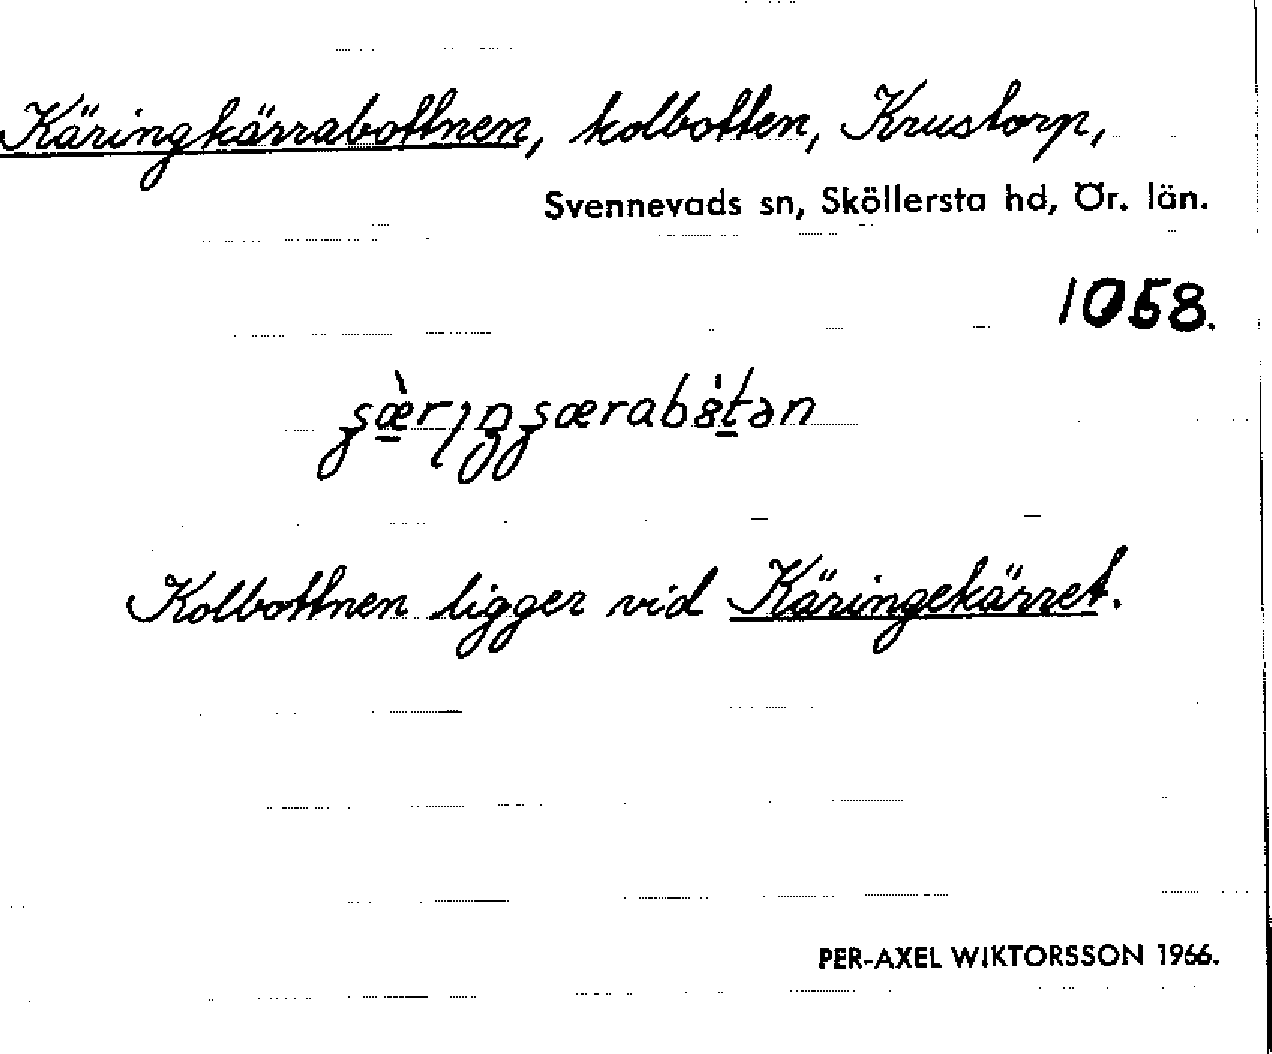 Käringkärrabottnen, kolbotten, Krustorp,
Svennevads sn, Sköllersta hd, Ör. län.
1058.
Kolbottnen ligger vid Käringekärret.
PER-AXEL WIKTORSSON 1966.